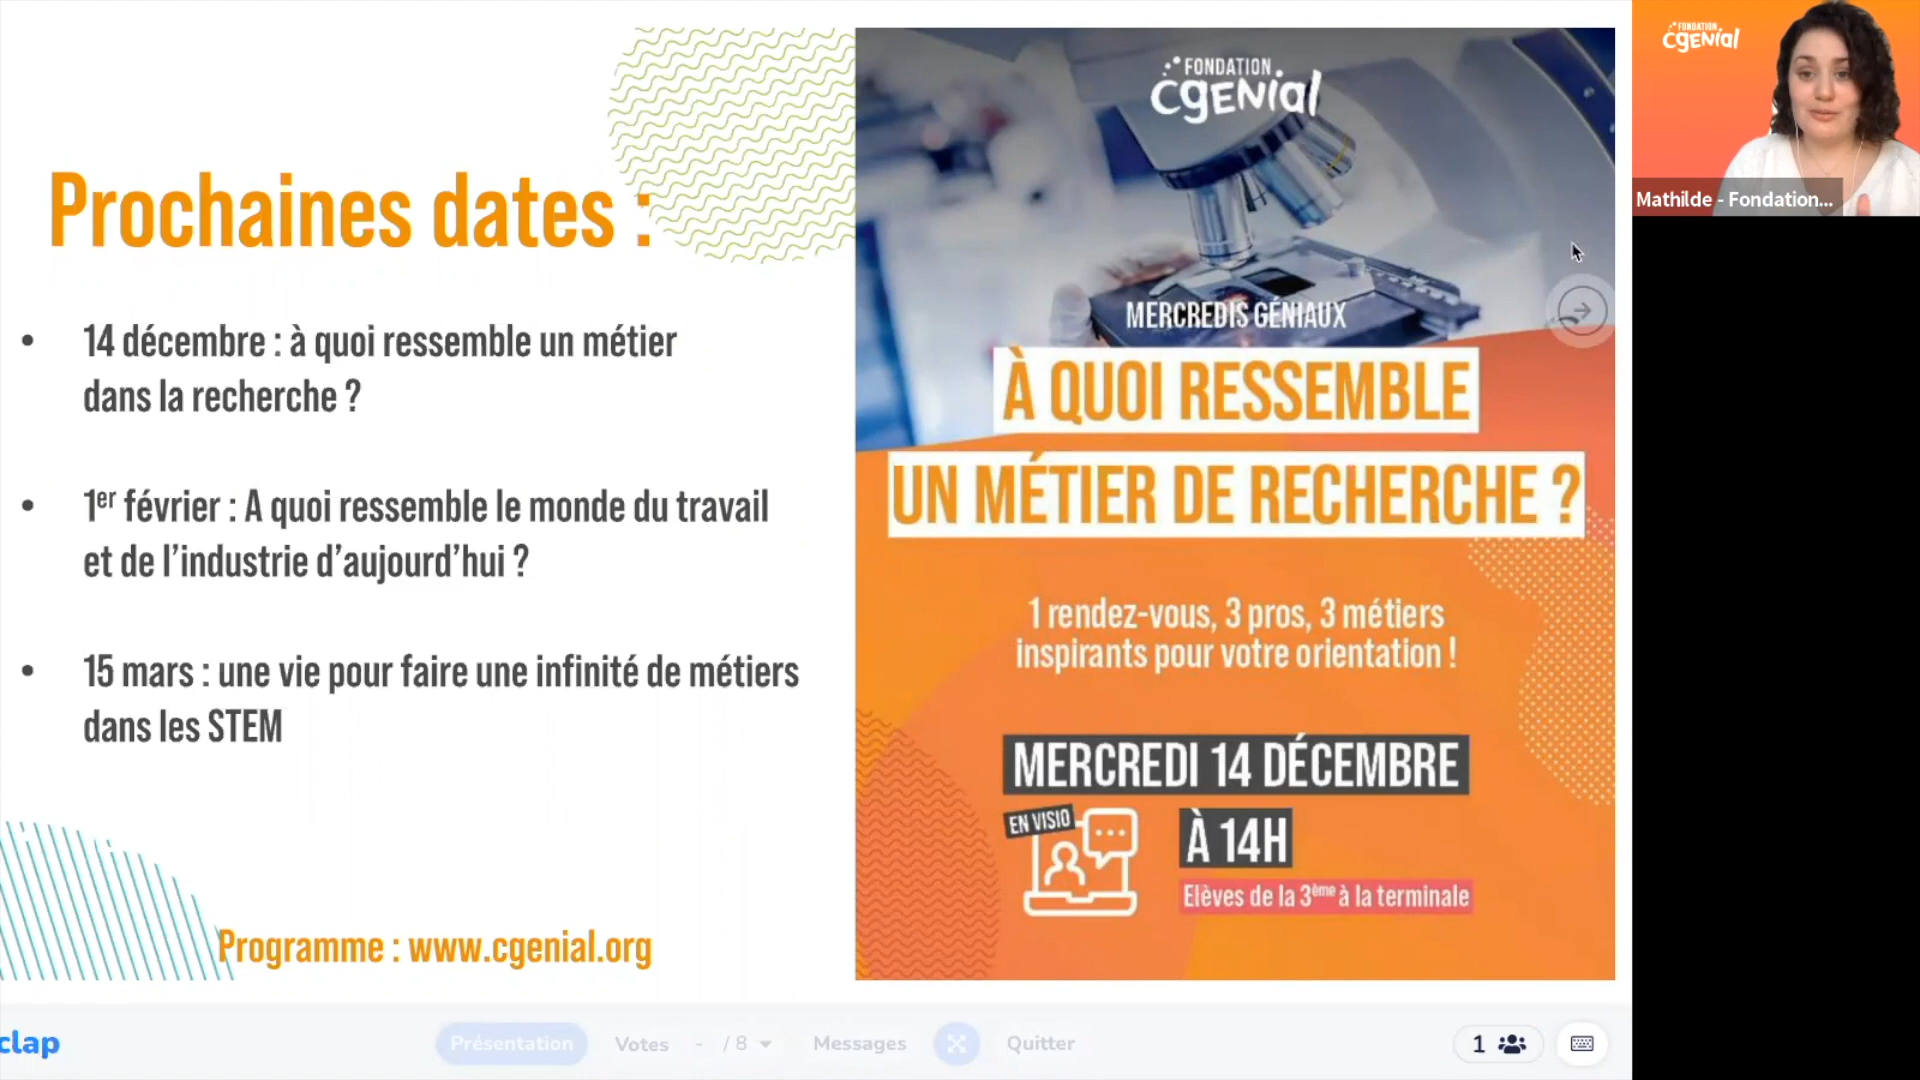 Prochaines dates :
• 14 décembre : à quoi ressemble un métier
dans la recherche ?
• 1er février : A quoi ressemble le monde du travail
et de l'industrie d'aujourd'hui ?
• 15 mars : une vie pour faire une infinité de métiers
dans les STEM
Programme : www.cgenial.org
FONDATION
CGENIAL
MERCREDIS GÉNIAUX
À QUOI RESSEMBLE
UN MÉTIER DE RECHERCHE ?
1 rendez-vous, 3 pros, 3 métiers
inspirants pour votre orientation !
MERCREDI 14 DÉCEMBRE
EN VISIO
À 14H
Elèves de la 3ème à la terminale
FONDATION
CGENIAL
Mathilde - Fondation...
clap
Présentation Votes - / 8 Messages Quitter
1